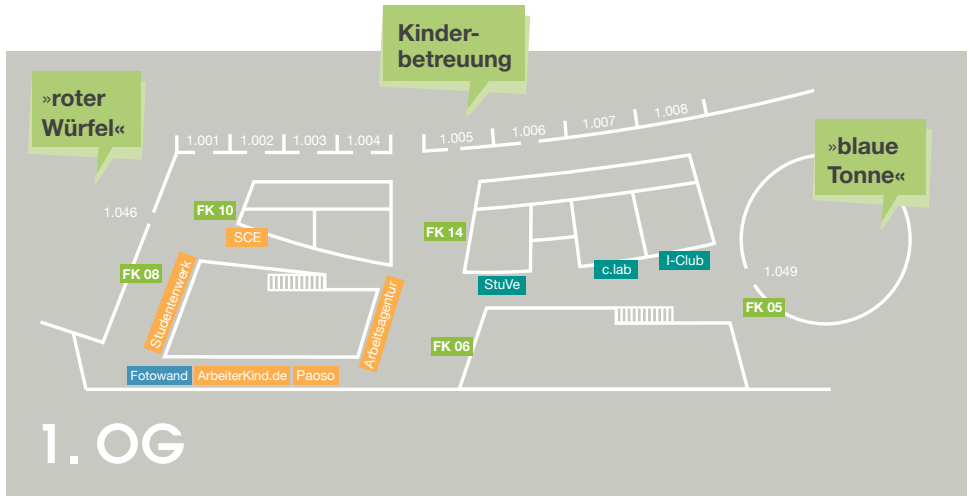 Kinder-
betreuung
»roter
Würfel«
»blaue
Tonne«
1.001
1.002
1.003
1.004
1.005
1.006
1.007
1.008
1.046
FK 10
SCE
FK 14
FK 08
Studentenwerk
Arbeitsagentur
StuVe
c.lab
I-Club
1.049
FK 05
FK 06
Fotowand
ArbeiterKind.de
Paoso
1. OG